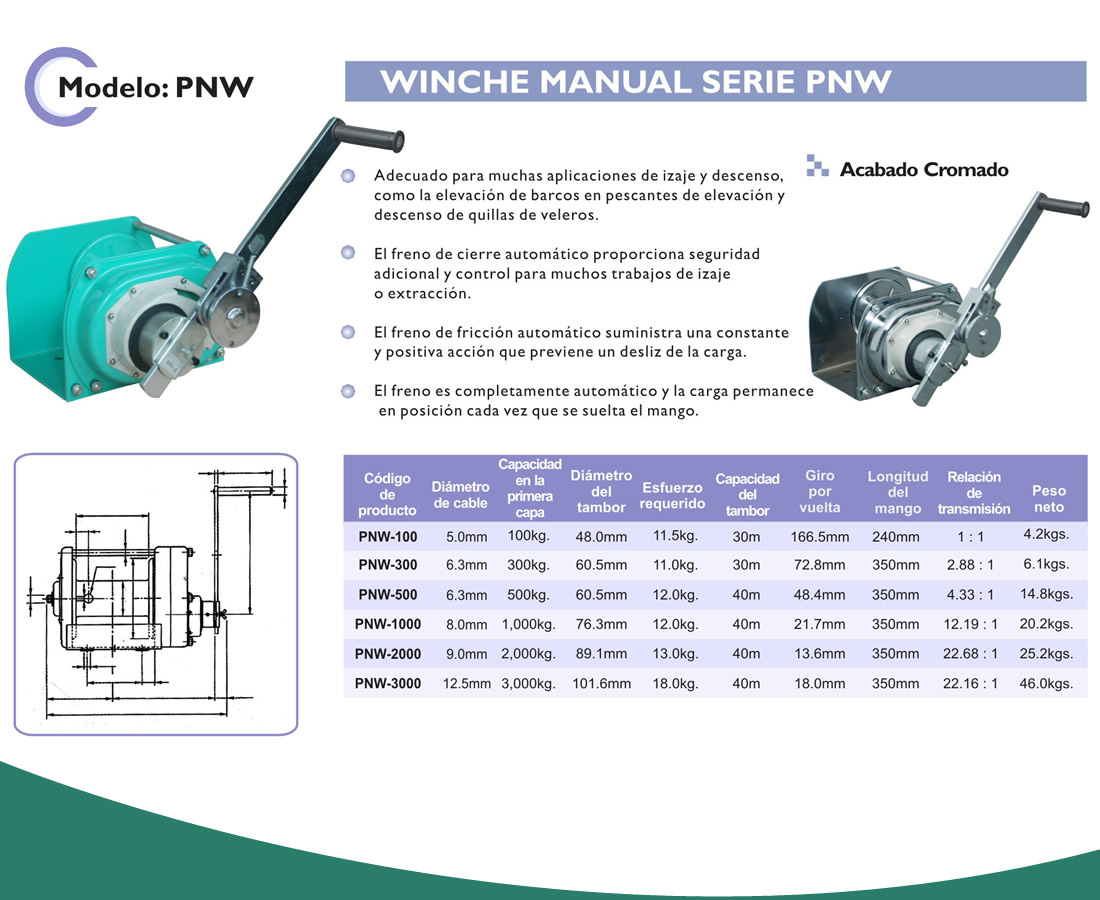 Modelo: PNW
WINCHE MANUAL SERIE PNW
Adecuado para muchas aplicaciones de izaje y descenso,
como la elevación de barcos en pescantes de elevación y
descenso de quillas de veleros.
El freno de cierre automático proporciona seguridad
adicional y control para muchos trabajos de izaje
o extracción.
El freno de fricción automático suministra una constante
y positiva acción que previene un desliz de la carga.
El freno es completamente automático y la carga permanece
en posición cada vez que se suelta el mango.
Acabado Cromado
Código de producto Diámetro de cable Capacidad en la primera capa Diámetro del tambor Esfuerzo requerido Capacidad del tambor Giro por vuelta Longitud del mango Relación de transmisión Peso neto
PNW-100 5.0mm 100kg. 48.0mm 11.5kg. 30m 166.5mm 240mm 1 : 1 4.2kgs.
PNW-300 6.3mm 300kg. 60.5mm 11.0kg. 30m 72.8mm 350mm 2.88 : 1 6.1kgs.
PNW-500 6.3mm 500kg. 60.5mm 12.0kg. 40m 48.4mm 350mm 4.33 : 1 14.8kgs.
PNW-1000 8.0mm 1,000kg. 76.3mm 12.0kg. 40m 21.7mm 350mm 12.19 : 1 20.2kgs.
PNW-2000 9.0mm 2,000kg. 89.1mm 13.0kg. 40m 13.6mm 350mm 22.68 : 1 25.2kgs.
PNW-3000 12.5mm 3,000kg. 101.6mm 18.0kg. 40m 18.0mm 350mm 22.16 : 1 46.0kgs.